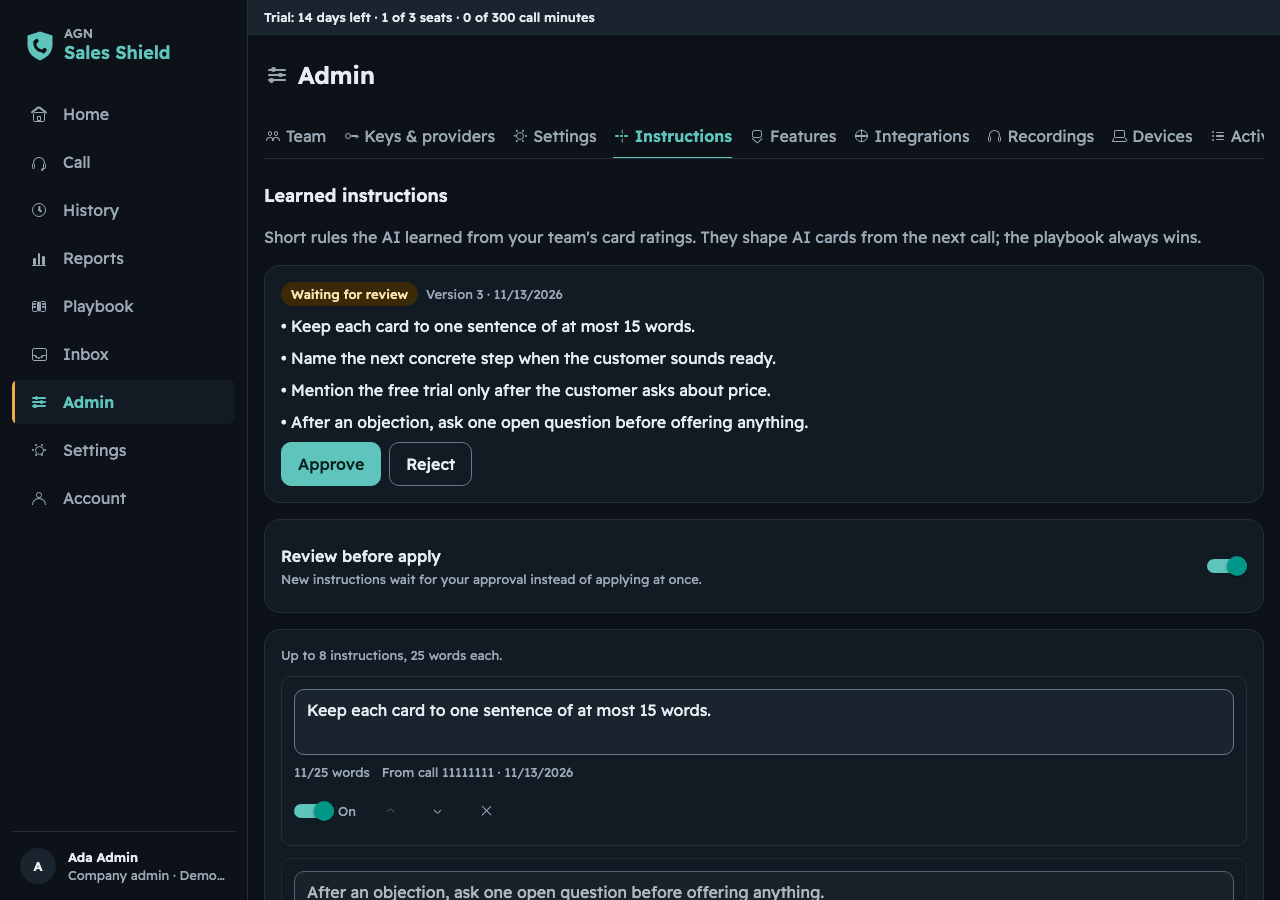 Trial: 14 days left · 1 of 3 seats · 0 of 300 call minutes
AGN
Sales Shield
Home
Call
History
Reports
Playbook
Inbox
Admin
Settings
Account
Ada Admin
Company admin · Demo…
A
Admin
Team
Keys & providers
Settings
Instructions
Features
Integrations
Recordings
Devices
Activ
Learned instructions
Short rules the AI learned from your team's card ratings. They shape AI cards from the next call; the playbook always wins.
Waiting for review
Version 3 · 11/13/2026
• Keep each card to one sentence of at most 15 words.
• Name the next concrete step when the customer sounds ready.
• Mention the free trial only after the customer asks about price.
• After an objection, ask one open question before offering anything.
Approve
Reject
Review before apply
New instructions wait for your approval instead of applying at once.
Up to 8 instructions, 25 words each.
Keep each card to one sentence of at most 15 words.
11/25 words
From call 11111111 · 11/13/2026
On
After an objection, ask one open question before offering anything.